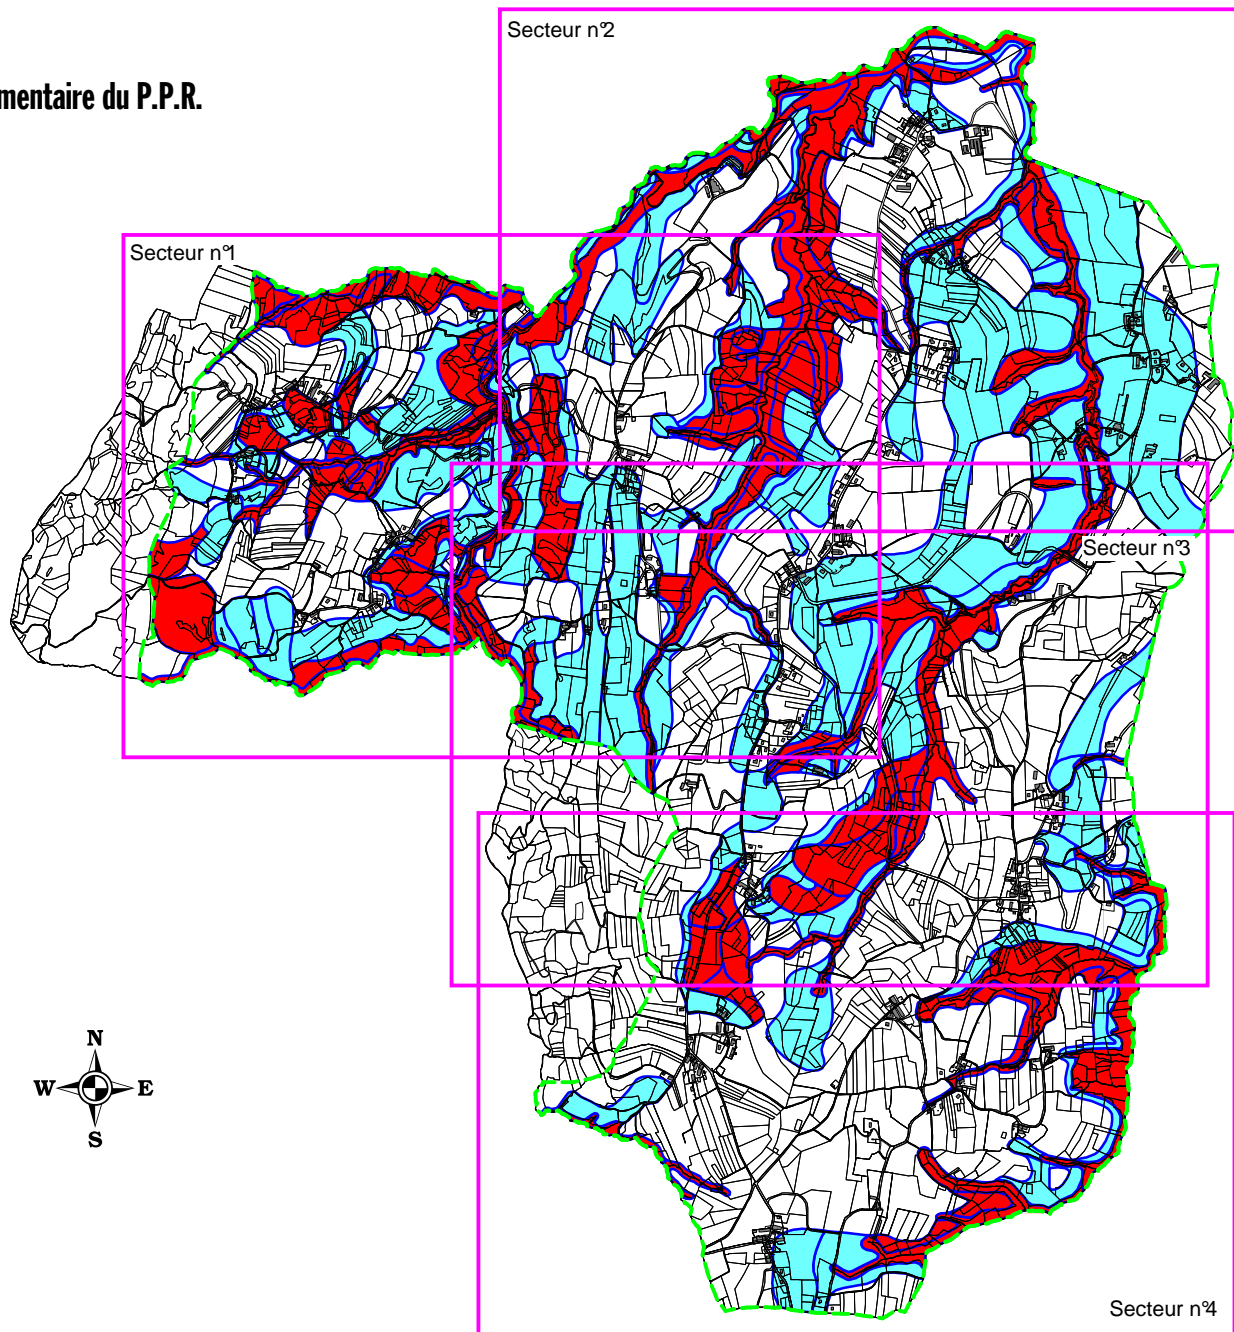 Secteur n°2
mentaire du P.P.R.
Secteur n°1
Secteur n°3
N
W E
S
Secteur n°4